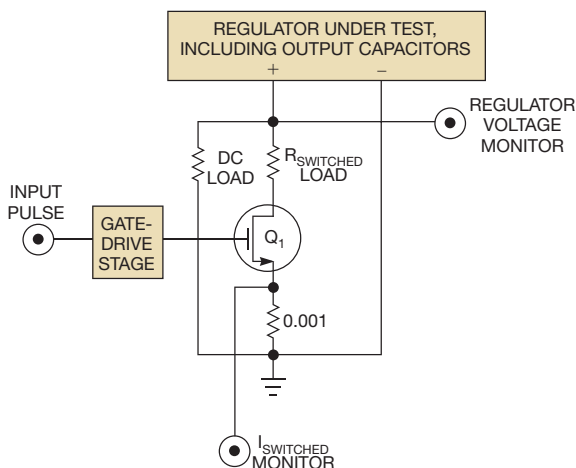 REGULATOR UNDER TEST,
INCLUDING OUTPUT CAPACITORS
+ −
REGULATOR
VOLTAGE
MONITOR
DC
LOAD
RSWITCHED
LOAD
INPUT
PULSE
GATE-
DRIVE
STAGE
Q1
0.001
ISWITCHED
MONITOR